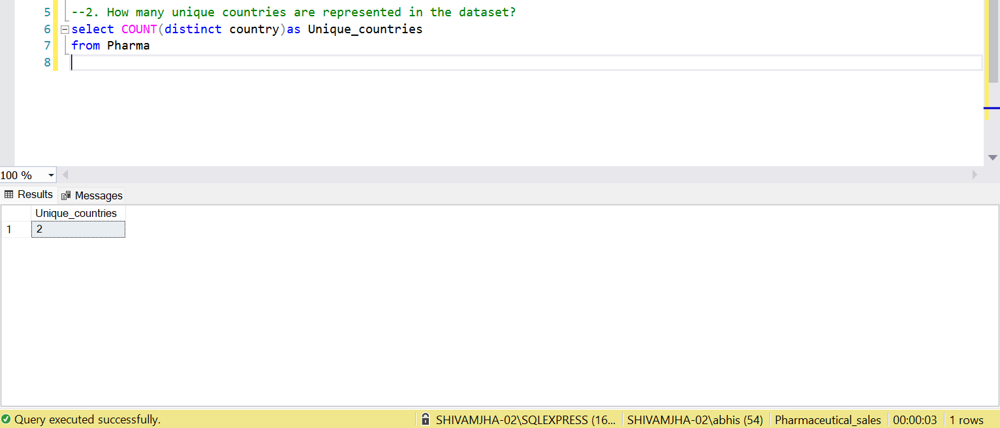 5 --2. How many unique countries are represented in the dataset?
6 select COUNT(distinct country)as Unique_countries
7 from Pharma
8
100 %
Results Messages
Unique_countries
1 2
Query executed successfully. SHIVAMJHA-02\SQLEXPRESS (16... SHIVAMJHA-02\abhis (54) Pharmaceutical_sales 00:00:03 1 rows